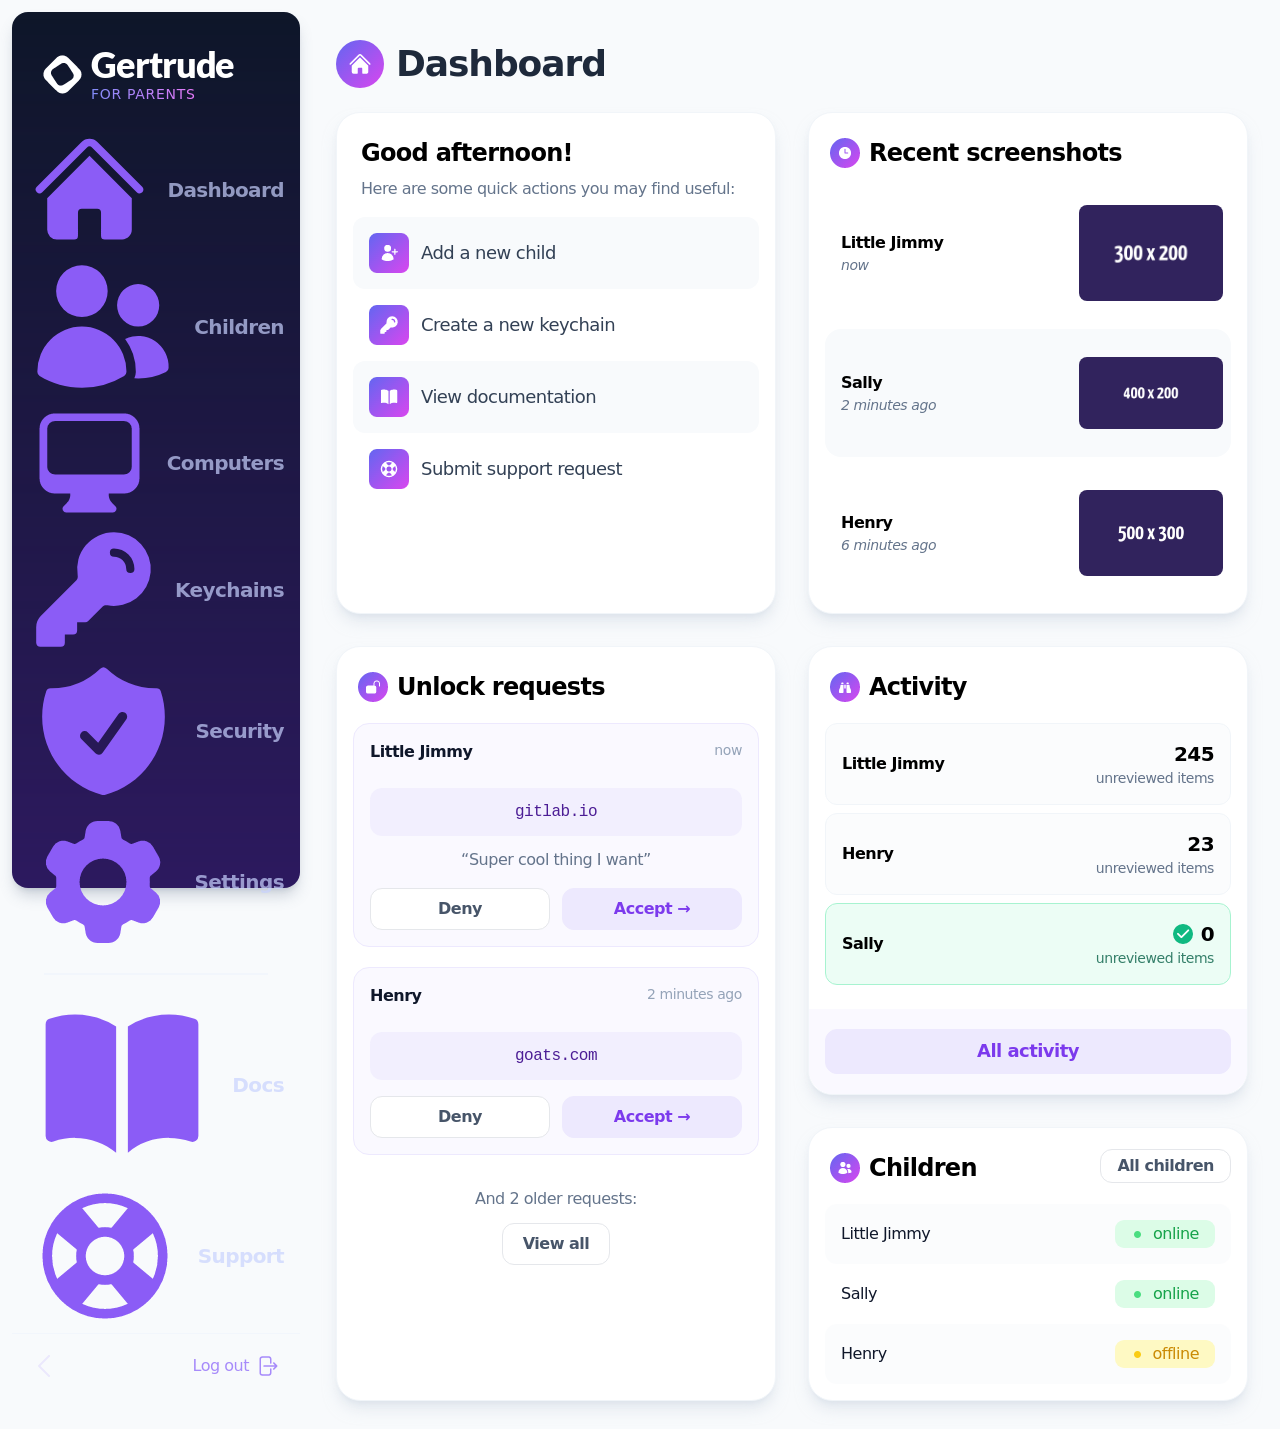 Gertrude
FOR PARENTS
Dashboard
Children
Computers
Keychains
Security
Settings
Docs
Support
Log out
Dashboard
Good afternoon!
Here are some quick actions you may find useful:
Add a new child
Create a new keychain
View documentation
Submit support request
Recent screenshots
Little Jimmy
now
300 x 200
Sally
2 minutes ago
400 x 200
Henry
6 minutes ago
500 x 300
Unlock requests
Little Jimmy
now
gitlab.io
“Super cool thing I want”
Deny
Accept →
Henry
2 minutes ago
goats.com
Deny
Accept →
And 2 older requests:
View all
Activity
Little Jimmy
245
unreviewed items
Henry
23
unreviewed items
Sally
0
unreviewed items
All activity
Children
All children
Little Jimmy
online
Sally
online
Henry
offline